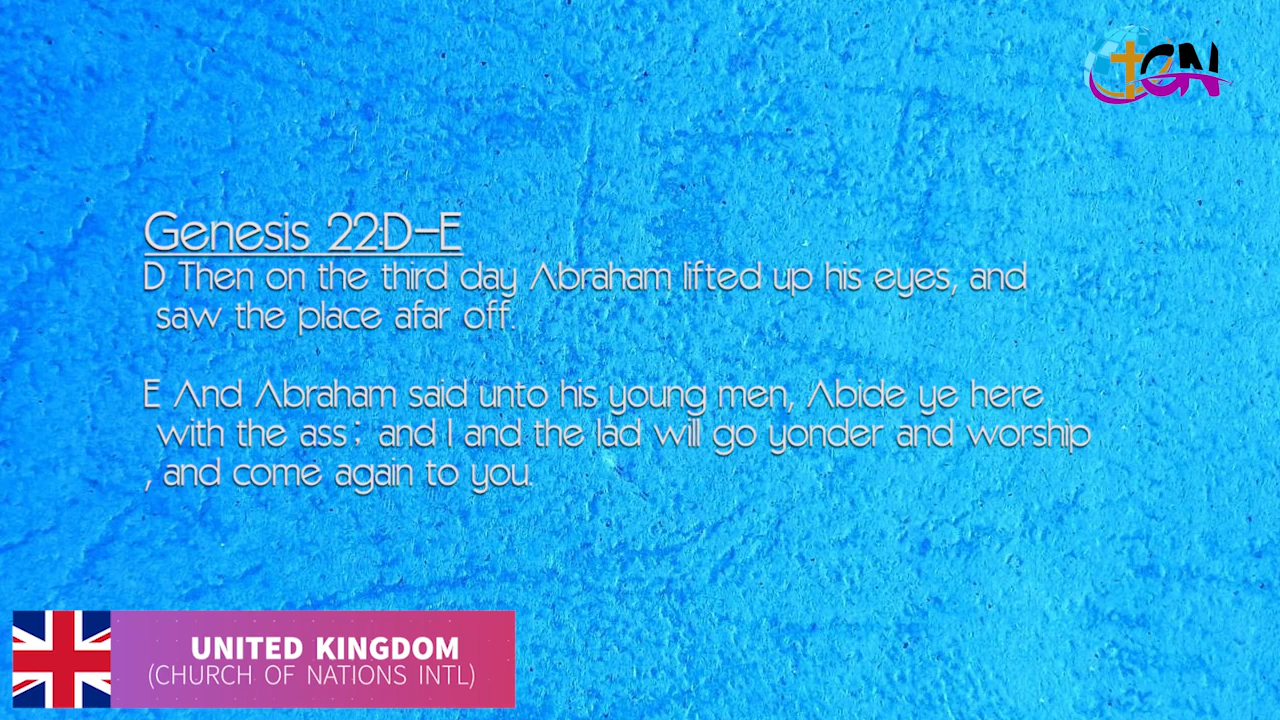 GN
Genesis 22:D-E
D Then on the third day Abraham lifted up his eyes, and
saw the place afar off.
E And Abraham said unto his young men, Abide ye here
with the ass; and I and the lad will go yonder and worship
, and come again to you.
UNITED KINGDOM
(CHURCH OF NATIONS INTL)